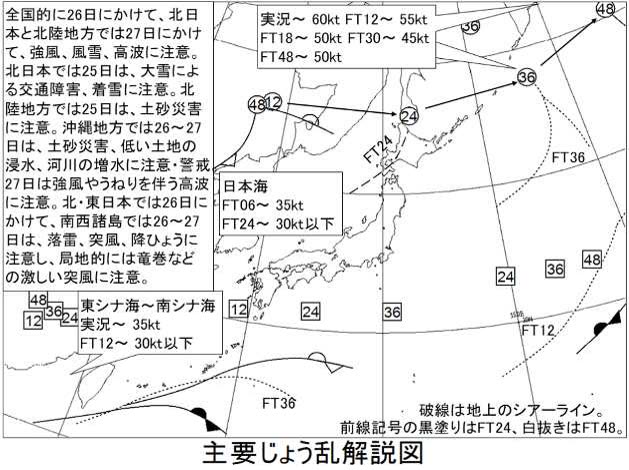 全国的に26日にかけて、北日
本と北陸地方では27日にかけ
て、強風、風雪、高波に注意。
北日本では25日は、大雪によ
る交通障害、着雪に注意。北
陸地方では25日は、土砂災害
に注意。沖縄地方では26～27
日は、土砂災害、低い土地の
浸水、河川の増水に注意・警戒
27日は強風やうねりを伴う高波
に注意。北・東日本では26日に
かけて、南西諸島では26～27
日は、落雷、突風、降ひょうに
注意し、局地的には竜巻など
の激しい突風に注意。
実況～ 60kt FT12～ 55kt
FT18～ 50kt FT30～ 45kt
FT48～ 50kt
36
48
36
48
12
24
FT24
FT36
日本海
FT06～ 35kt
FT24～ 30kt以下
48
36
12
24
東シナ海～南シナ海
実況～ 35kt
FT12～ 30kt以下
12
24
36
24
36
48
FT12
FT36
破線は地上のシアーライン。
前線記号の黒塗りはFT24、白抜きはFT48。
主要じょう乱解説図